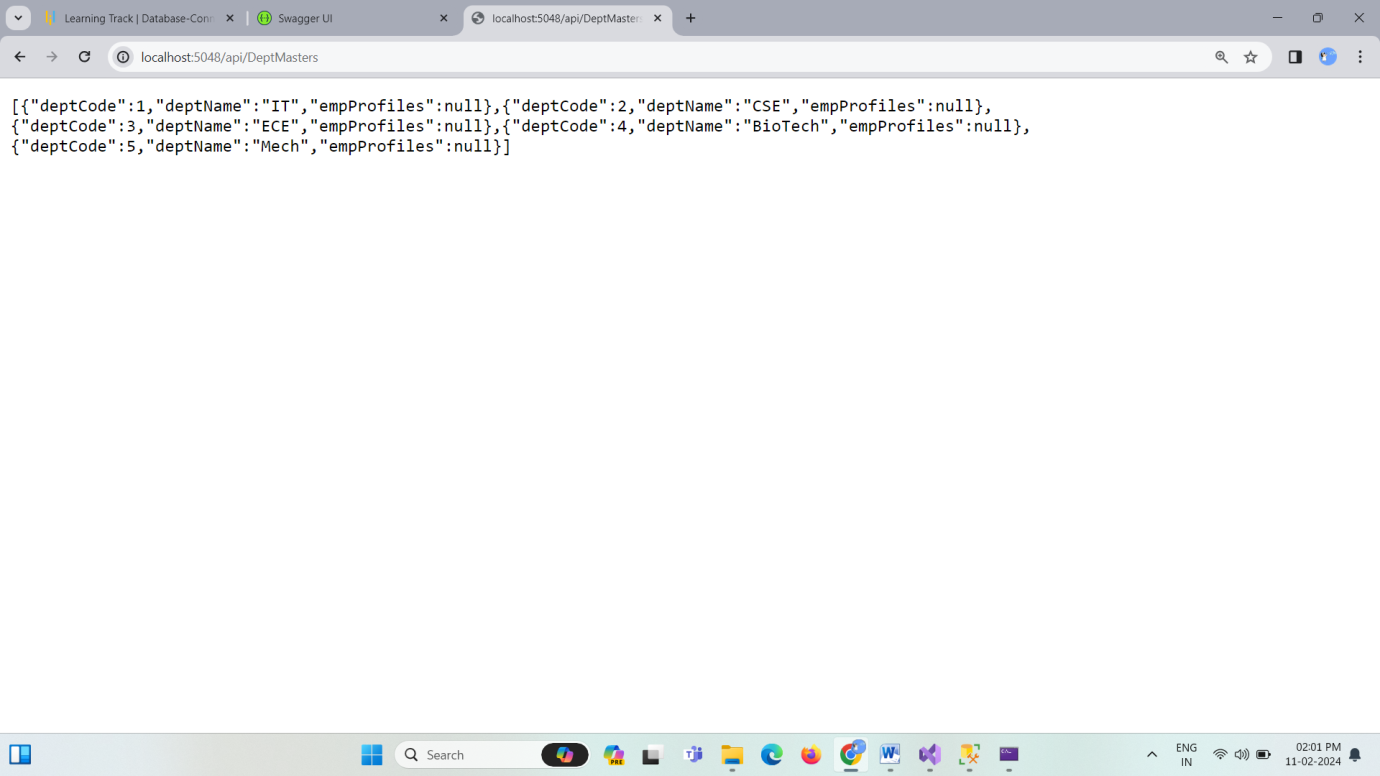 Learning Track | Database-Conn
Swagger UI
localhost:5048/api/DeptMasters
localhost:5048/api/DeptMasters
[{"deptCode":1,"deptName":"IT","empProfiles":null},{"deptCode":2,"deptName":"CSE","empProfiles":null},
{"deptCode":3,"deptName":"ECE","empProfiles":null},{"deptCode":4,"deptName":"BioTech","empProfiles":null},
{"deptCode":5,"deptName":"Mech","empProfiles":null}]
Search
PRE
ENG
IN
02:01 PM
11-02-2024